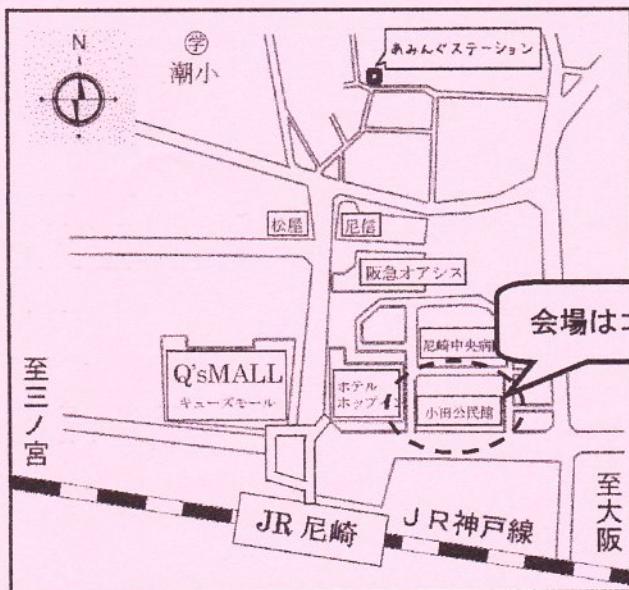 N
学
潮小
あみんぐステーション
松屋
尼信
阪急オアシス
会場はコ
尼崎中央病
Q'sMALL
キューズモール
ホテル
ホップイン
小田公民館
至三ノ宮
至大阪
JR尼崎
JR神戸線